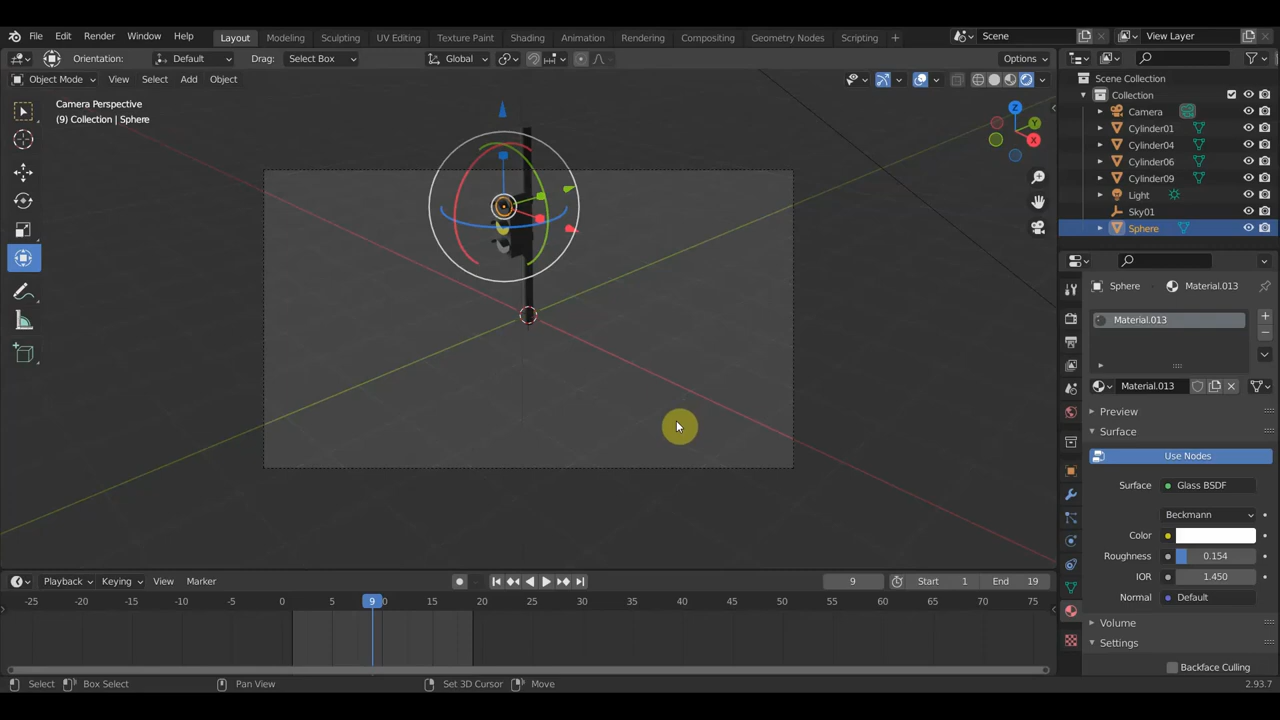 File Edit Render Window Help Layout Modeling Sculpting UV Editing Texture Paint Shading Animation Rendering Compositing Geometry Nodes Scripting + Scene View Layer
Orientation: Default Drag: Select Box Global Options
Object Mode View Select Add Object
Camera Perspective
(9) Collection | Sphere
Z
Y
X
Scene Collection
Collection
Camera
Cylinder01
Cylinder04
Cylinder06
Cylinder09
Light
Sky01
Sphere
Sphere Material.013
Material.013
Material.013
Preview
Surface
Use Nodes
Surface Glass BSDF
Beckmann
Color
Roughness 0.154
IOR 1.450
Normal Default
Volume
Settings
Backface Culling
Playback Keying View Marker 9 Start 1 End 19
-25 -20 -15 -10 -5 0 5 9 15 20 25 30 35 40 45 50 55 60 65 70 75
Select Box Select Pan View Set 3D Cursor Move 2.93.7